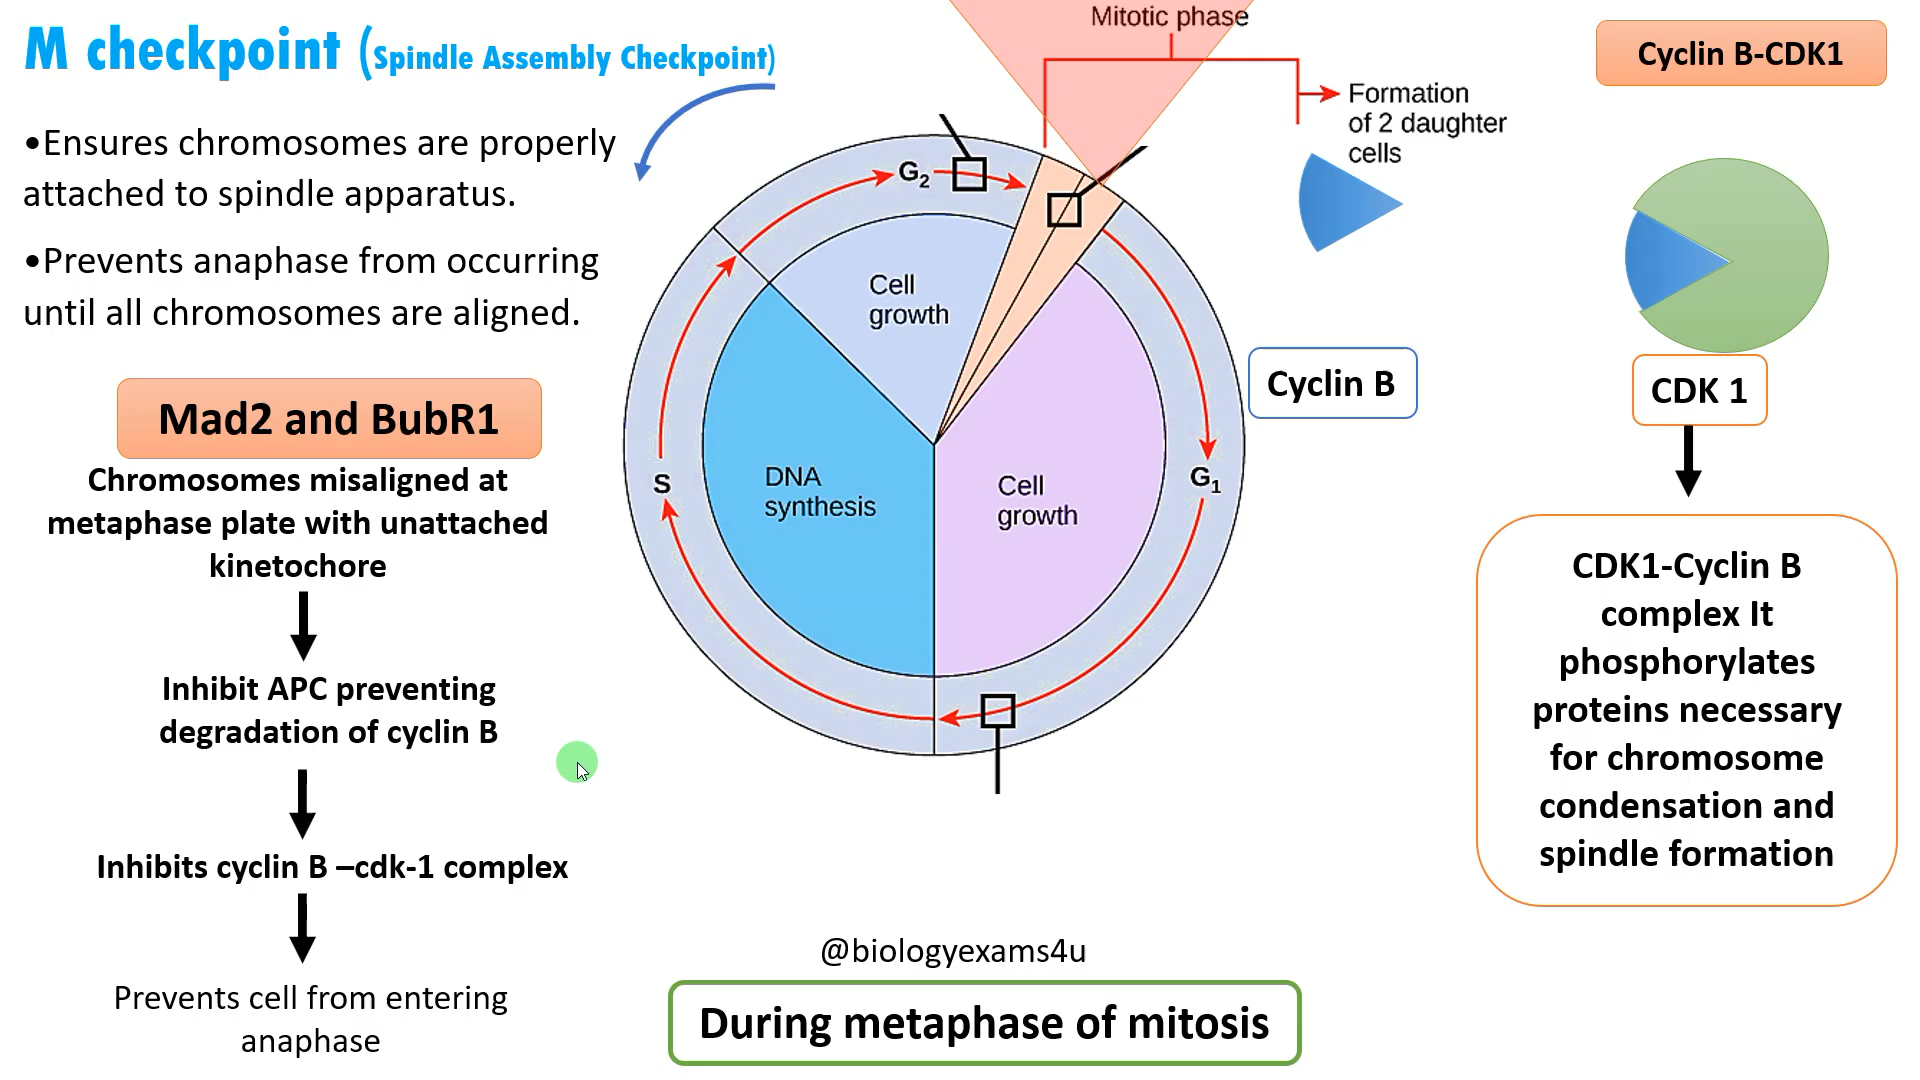 M checkpoint (Spindle Assembly Checkpoint)
•Ensures chromosomes are properly
attached to spindle apparatus.
•Prevents anaphase from occurring
until all chromosomes are aligned.
Mad2 and BubR1
Chromosomes misaligned at
metaphase plate with unattached
kinetochore
Inhibit APC preventing
degradation of cyclin B
Inhibits cyclin B –cdk-1 complex
Prevents cell from entering
anaphase
Mitotic phase
Formation
of 2 daughter
cells
G2
Cell
growth
S
DNA
synthesis
Cell
growth
G1
@biologyexams4u
During metaphase of mitosis
Cyclin B
Cyclin B-CDK1
CDK 1
CDK1-Cyclin B
complex It
phosphorylates
proteins necessary
for chromosome
condensation and
spindle formation